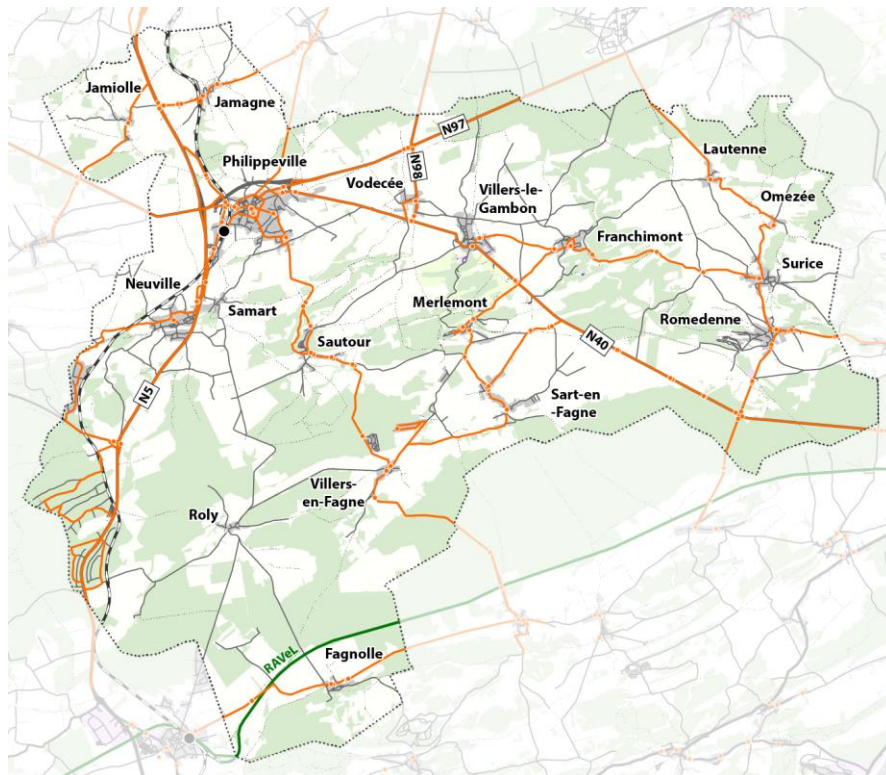 Jamiolle
Jamagne
N97
Philippeville
Lautenne
Vodecée
N98
Villers-le-
Gambon
Omezée
Franchimont
Surice
Neuville
Samart
Merlemont
Romedenne
Sautour
N40
N5
Sart-en
-Fagne
Villers-
en-Fagne
Roly
RAVeL
Fagnolle